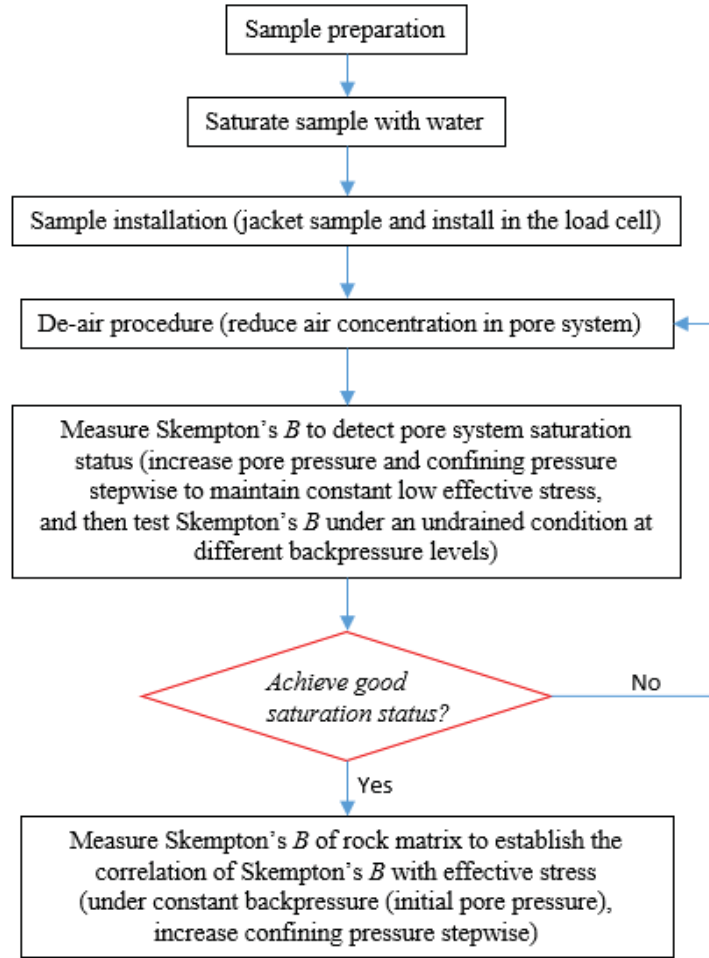 Sample preparation
Saturate sample with water
Sample installation (jacket sample and install in the load cell)
De-air procedure (reduce air concentration in pore system)
Measure Skempton’s B to detect pore system saturation
status (increase pore pressure and confining pressure
stepwise to maintain constant low effective stress,
and then test Skempton’s B under an undrained condition at
different backpressure levels)
Achieve good
saturation status?
No
Yes
Measure Skempton’s B of rock matrix to establish the
correlation of Skempton’s B with effective stress
(under constant backpressure (initial pore pressure),
increase confining pressure stepwise)